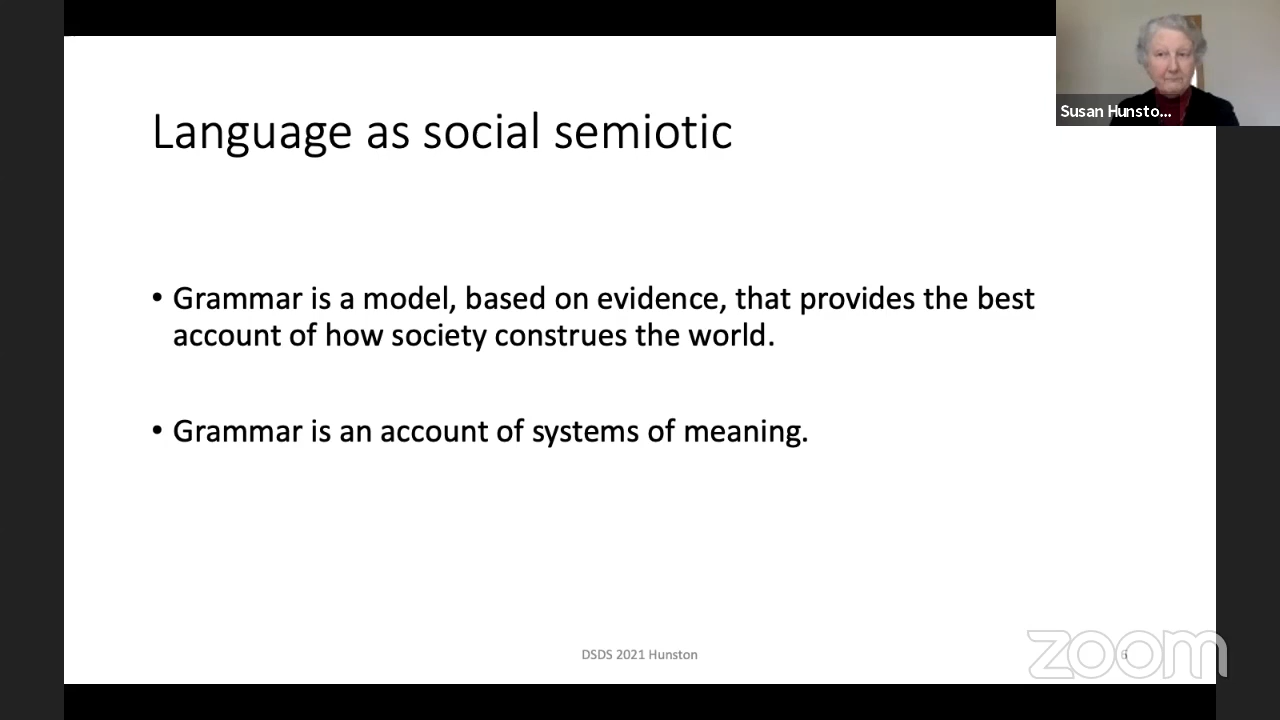 Susan Hunsto...
Language as social semiotic
• Grammar is a model, based on evidence, that provides the best
account of how society construes the world.
• Grammar is an account of systems of meaning.
DSDS 2021 Hunston
6
zoom